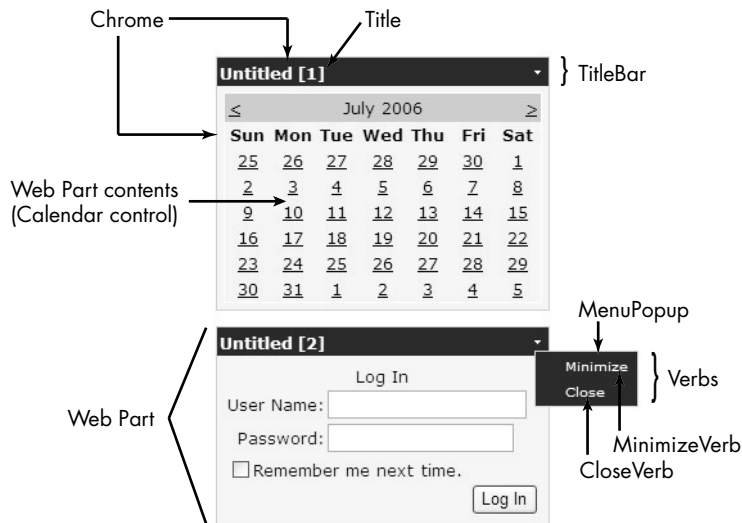 Chrome
Title
Untitled [1]
TitleBar
< July 2006 >
Sun Mon Tue Wed Thu Fri Sat
25 26 27 28 29 30 1
2 3 4 5 6 7 8
Web Part contents
(Calendar control)
9 10 11 12 13 14 15
16 17 18 19 20 21 22
23 24 25 26 27 28 29
30 31 1 2 3 4 5
MenuPopup
Untitled [2]
Minimize
Close
Verbs
Log In
User Name:
Web Part
Password:
MinimizeVerb
CloseVerb
Remember me next time.
Log In